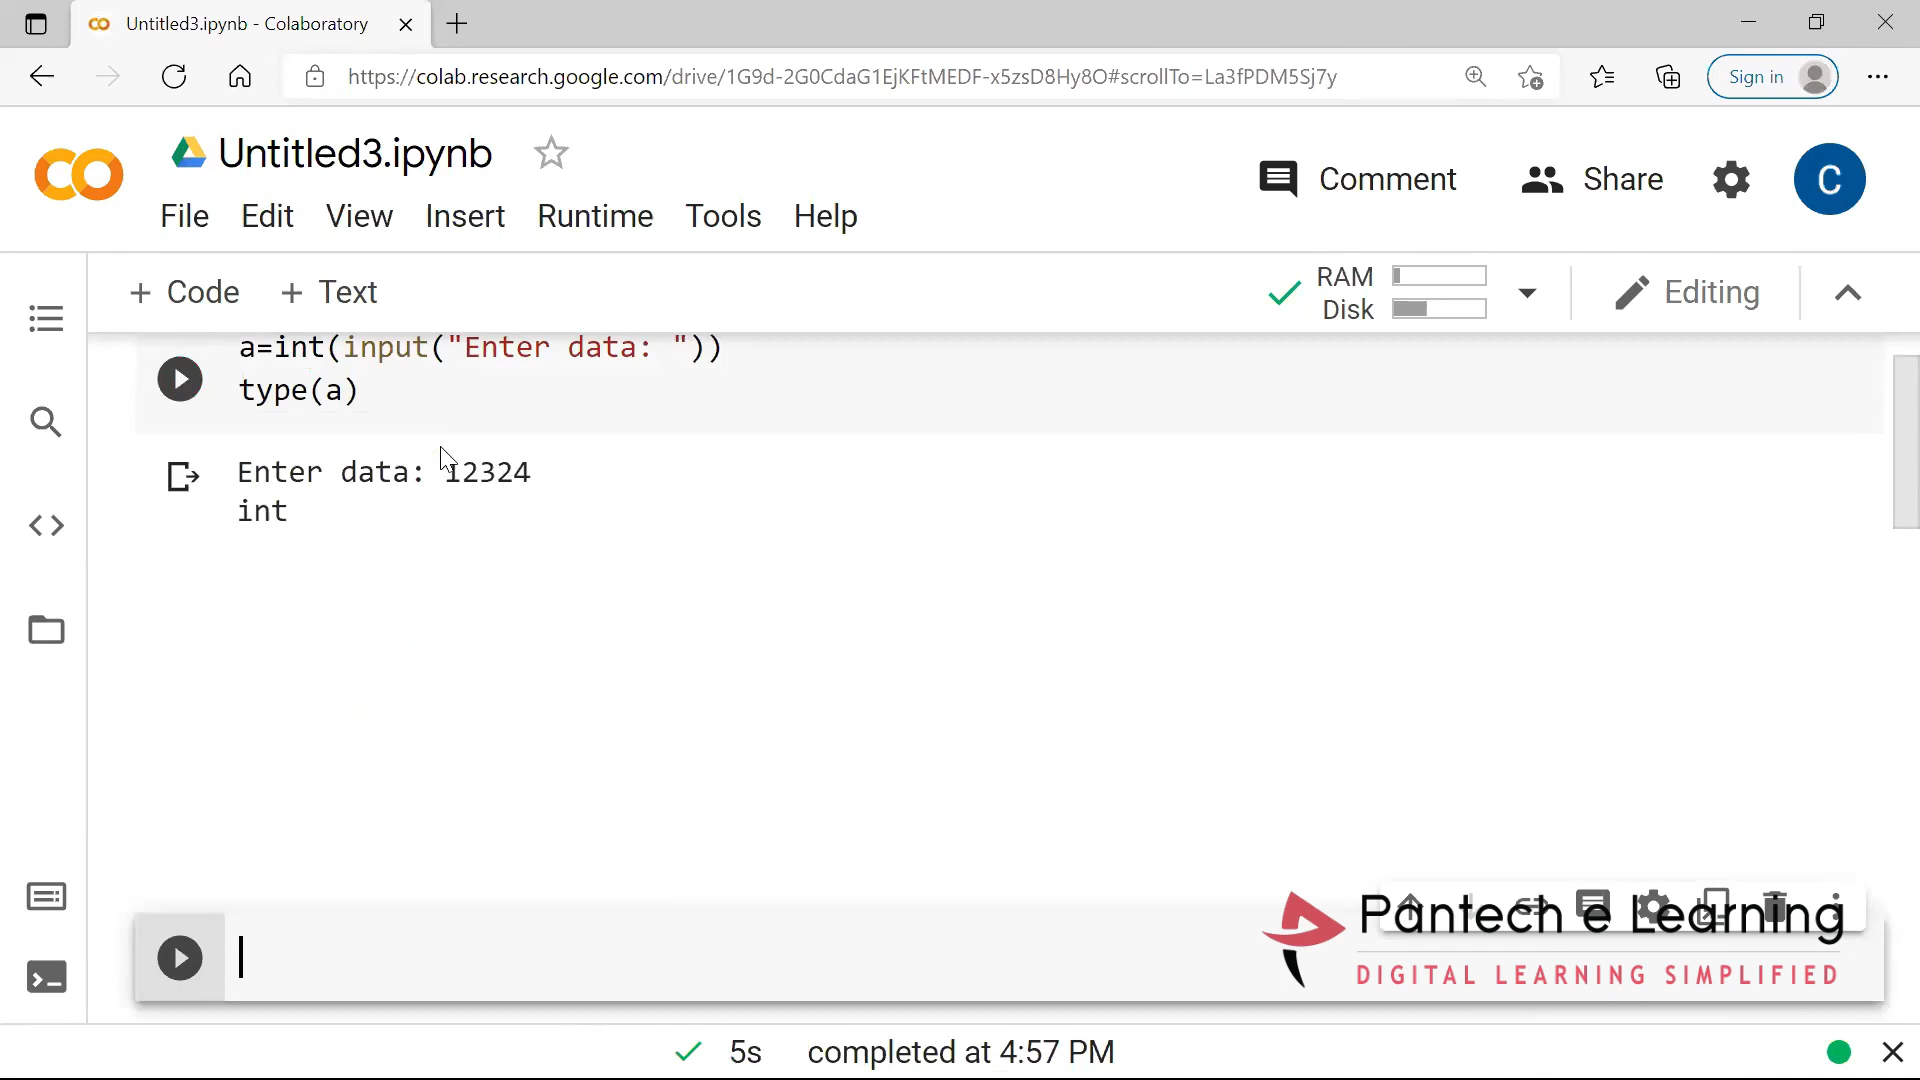 Untitled3.ipynb - Colaboratory
https://colab.research.google.com/drive/1G9d-2G0CdaG1EjKFtMEDF-x5zsD8Hy8O#scrollTo=La3fPDM5Sj7y
Sign in
Untitled3.ipynb
Comment
Share
C
File Edit View Insert Runtime Tools Help
+ Code + Text
RAM
Disk
Editing
a=int(input("Enter data: "))
type(a)
Enter data: 12324
int
Pantech e Learning
DIGITAL LEARNING SIMPLIFIED
5s completed at 4:57 PM